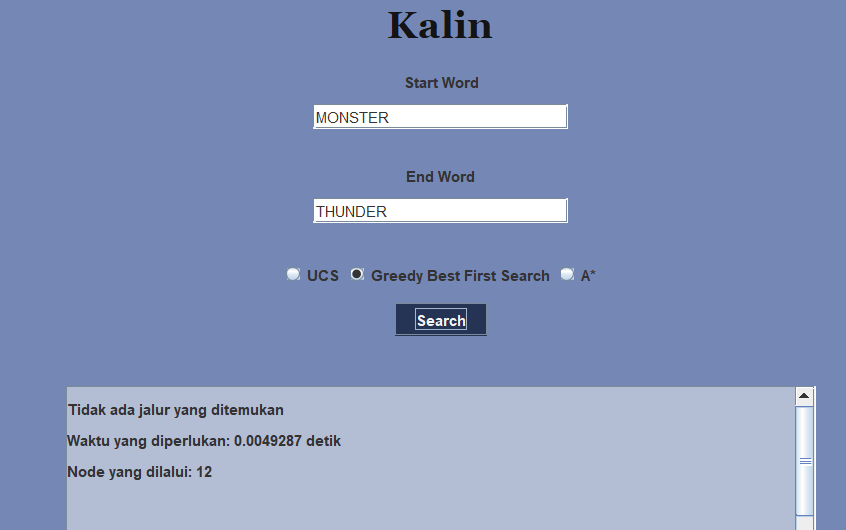 Kalin
Start Word
MONSTER
End Word
THUNDER
UCS Greedy Best First Search A*
Search
Tidak ada jalur yang ditemukan
Waktu yang diperlukan: 0.0049287 detik
Node yang dilalui: 12